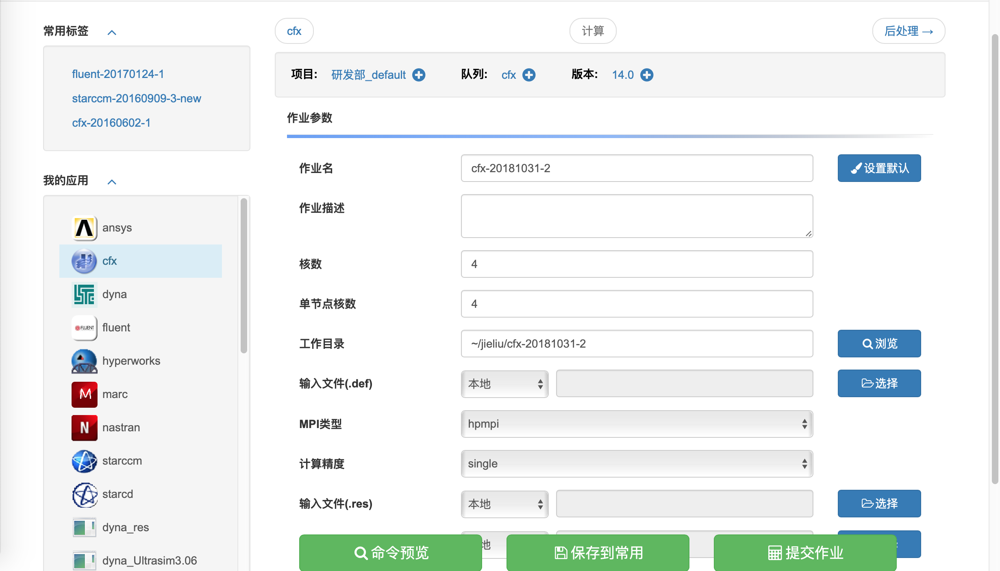 常用标签
fluent-20170124-1
starccm-20160909-3-new
cfx-20160602-1
我的应用
ansys
cfx
dyna
FLUENT fluent
hyperworks
M marc
N nastran
starccm
starcd
dyna_res
dyna_Ultrasim3.06
cfx 计算 后处理 →
项目: 研发部_default 队列: cfx 版本: 14.0
作业参数
作业名 cfx-20181031-2 设置默认
作业描述
核数 4
单节点核数 4
工作目录 ~/jieliu/cfx-20181031-2 浏览
输入文件(.def) 本地 选择
MPI类型 hpmpi
计算精度 single
输入文件(.res) 本地 选择
地
命令预览 保存到常用 提交作业